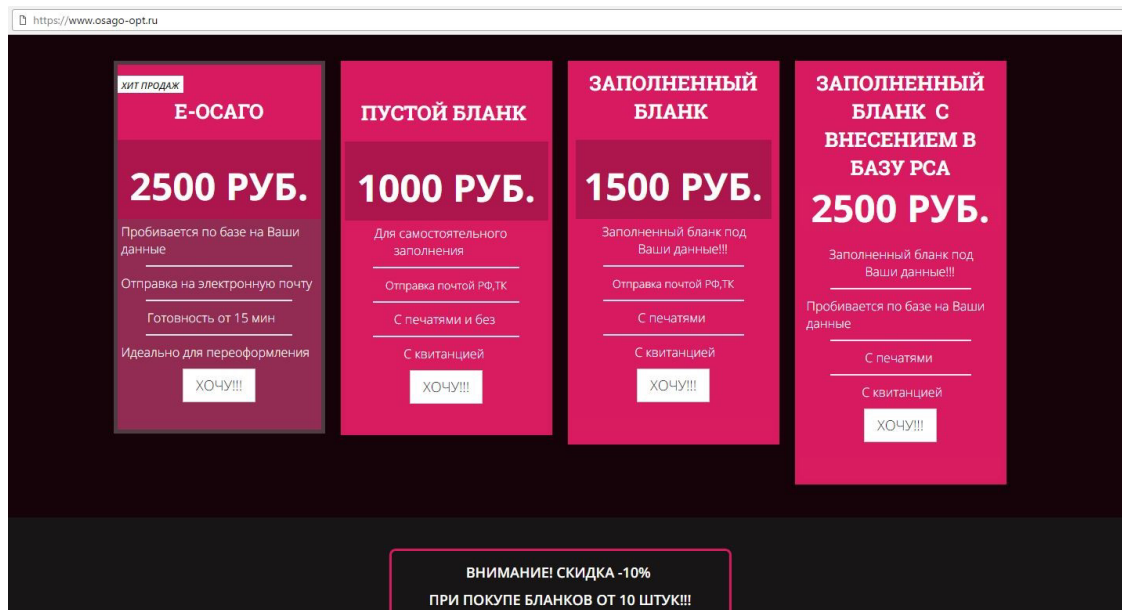 https://www.osago-opt.ru
ХИТ ПРОДАЖ
Е-ОСАГО
2500 РУБ.
Пробивается по базе на Ваши
данные
Отправка на электронную почту
Готовность от 15 мин
Идеально для переоформления
ХОЧУ!!!
ПУСТОЙ БЛАНК
1000 РУБ.
Для самостоятельного
заполнения
Отправка почтой РФ,ТК
С печатями и без
С квитанцией
ХОЧУ!!!
ЗАПОЛНЕННЫЙ
БЛАНК
1500 РУБ.
Заполненный бланк под
Ваши данные!!!
Отправка почтой РФ,ТК
С печатями
С квитанцией
ХОЧУ!!!
ЗАПОЛНЕННЫЙ
БЛАНК С
ВНЕСЕНИЕМ В
БАЗУ РСА
2500 РУБ.
Заполненный бланк под
Ваши данные!!!
Пробивается по базе на Ваши
данные
С печатями
С квитанцией
ХОЧУ!!!
ВНИМАНИЕ! СКИДКА -10%
ПРИ ПОКУПЕ БЛАНКОВ ОТ 10 ШТУК!!!